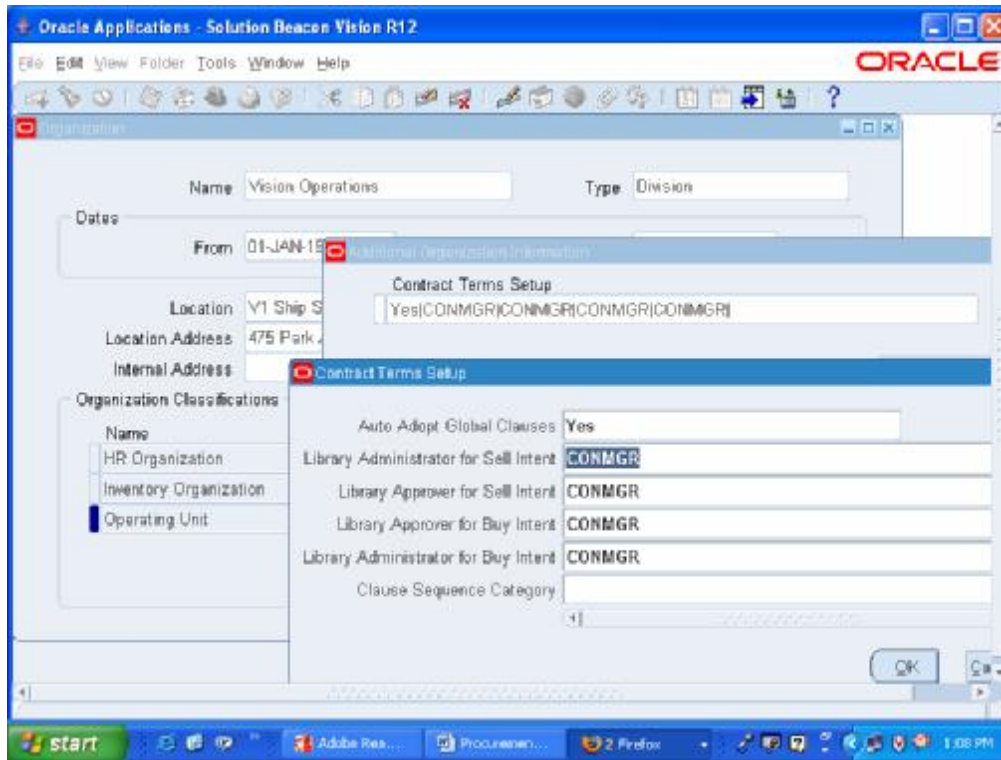 Oracle Applications - Solution Beacon Vision R12
File Edit View Folder Tools Window Help
ORACLE
Organization
Name Vision Operations Type Division
Dates
From 01-JAN-19
Additional Organization Information
Contract Terms Setup
Yes|CONMGR|CONMGR|CONMGR|CONMGR|
Location V1 Ship S
Location Address 475 Park
Internal Address
Contract Terms Setup
Organization Classifications
Name
HR Organization
Inventory Organization
Operating Unit
Auto Adopt Global Clauses Yes
Library Administrator for Sell Intent CONMGR
Library Approver for Sell Intent CONMGR
Library Approver for Buy Intent CONMGR
Library Administrator for Buy Intent CONMGR
Clause Sequence Category
OK
start Adobe Rea... Procuremen... 2 Firefox 1:08 PM